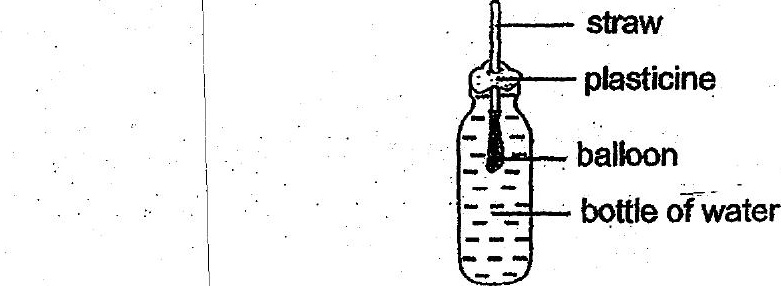 straw
plasticine
balloon
bottle of water